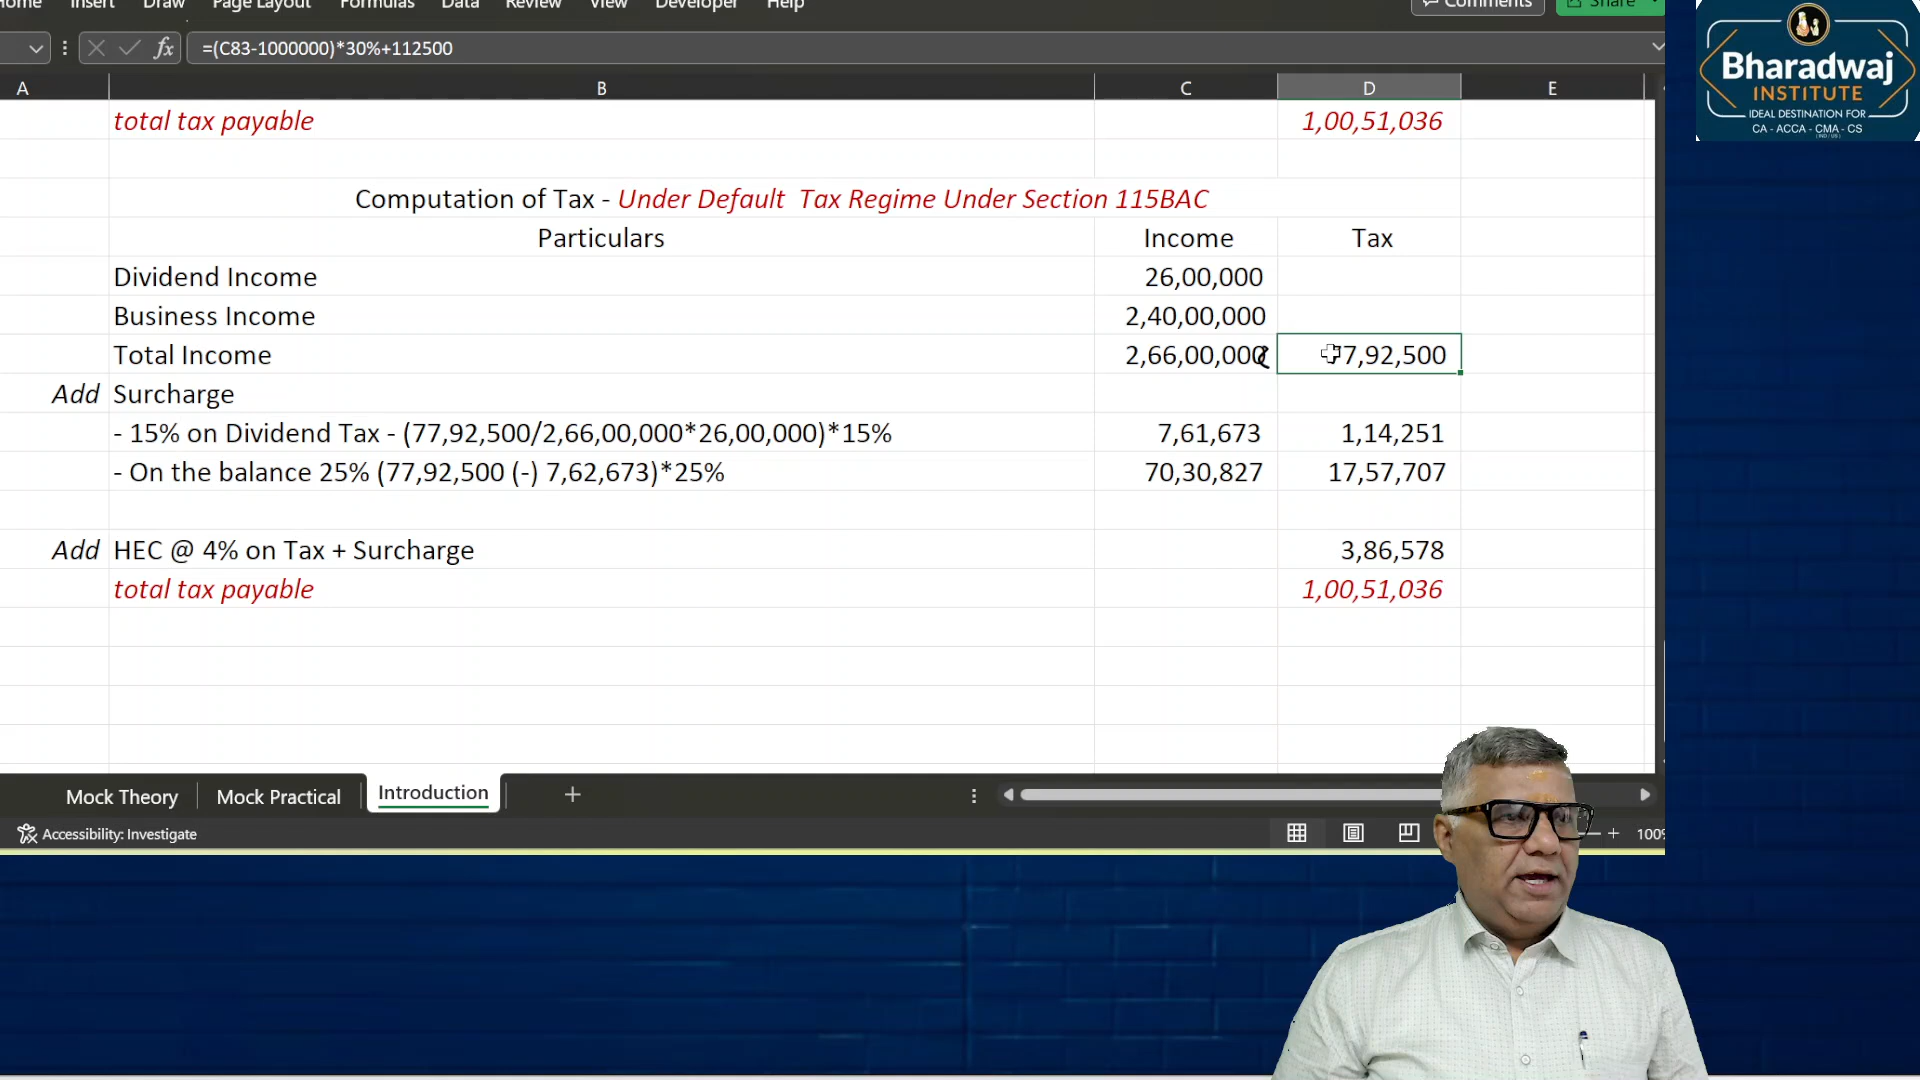 Home Insert Draw Page Layout Formulas Data Review View Developer Help Comments Share
fx =(C83-1000000)*30%+112500
A B C D E
total tax payable 1,00,51,036
Computation of Tax - Under Default Tax Regime Under Section 115BAC
Particulars Income Tax
Dividend Income 26,00,000
Business Income 2,40,00,000
Total Income 2,66,00,000 77,92,500
Add Surcharge
- 15% on Dividend Tax - (77,92,500/2,66,00,000*26,00,000)*15% 7,61,673 1,14,251
- On the balance 25% (77,92,500 (-) 7,62,673)*25% 70,30,827 17,57,707
Add HEC @ 4% on Tax + Surcharge 3,86,578
total tax payable 1,00,51,036
Mock Theory Mock Practical Introduction +
Accessibility: Investigate 100%
Bharadwaj
INSTITUTE
IDEAL DESTINATION FOR
CA - ACCA - CMA - CS